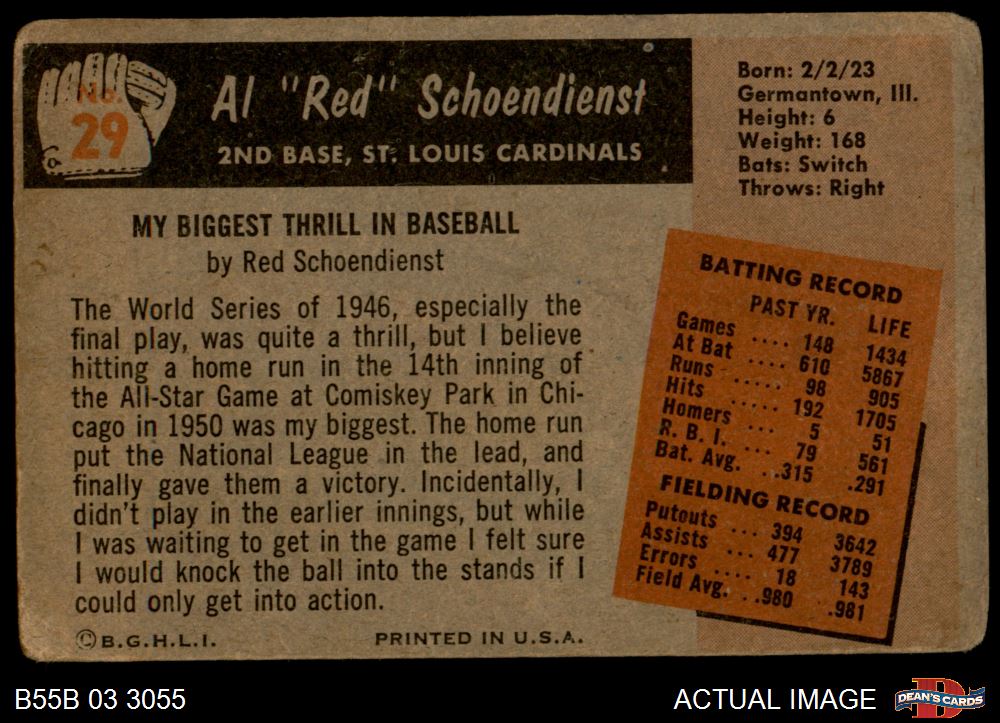 No.
29
Al "Red" Schoendienst
2ND BASE, ST. LOUIS CARDINALS
Born: 2/2/23
Germantown, Ill.
Height: 6
Weight: 168
Bats: Switch
Throws: Right
MY BIGGEST THRILL IN BASEBALL
by Red Schoendienst
The World Series of 1946, especially the
final play, was quite a thrill, but I believe
hitting a home run in the 14th inning of
the All-Star Game at Comiskey Park in Chi-
cago in 1950 was my biggest. The home run
put the National League in the lead, and
finally gave them a victory. Incidentally, I
didn't play in the earlier innings, but while
I was waiting to get in the game I felt sure
I would knock the ball into the stands if I
could only get into action.
©B.G.H.L.I. PRINTED IN U.S.A.
BATTING RECORD
PAST YR. LIFE
Games .... 148 1434
At Bat .... 610 5867
Runs ..... 98 905
Hits ..... 192 1705
Homers ... 5 51
R. B. I. 79 561
Bat. Avg. ..315 .291
FIELDING RECORD
Putouts ... 394 3642
Assists ... 477 3789
Errors .... 18 143
Field Avg. ..980 .981
B55B 03 3055 ACTUAL IMAGE DEAN'S CARDS